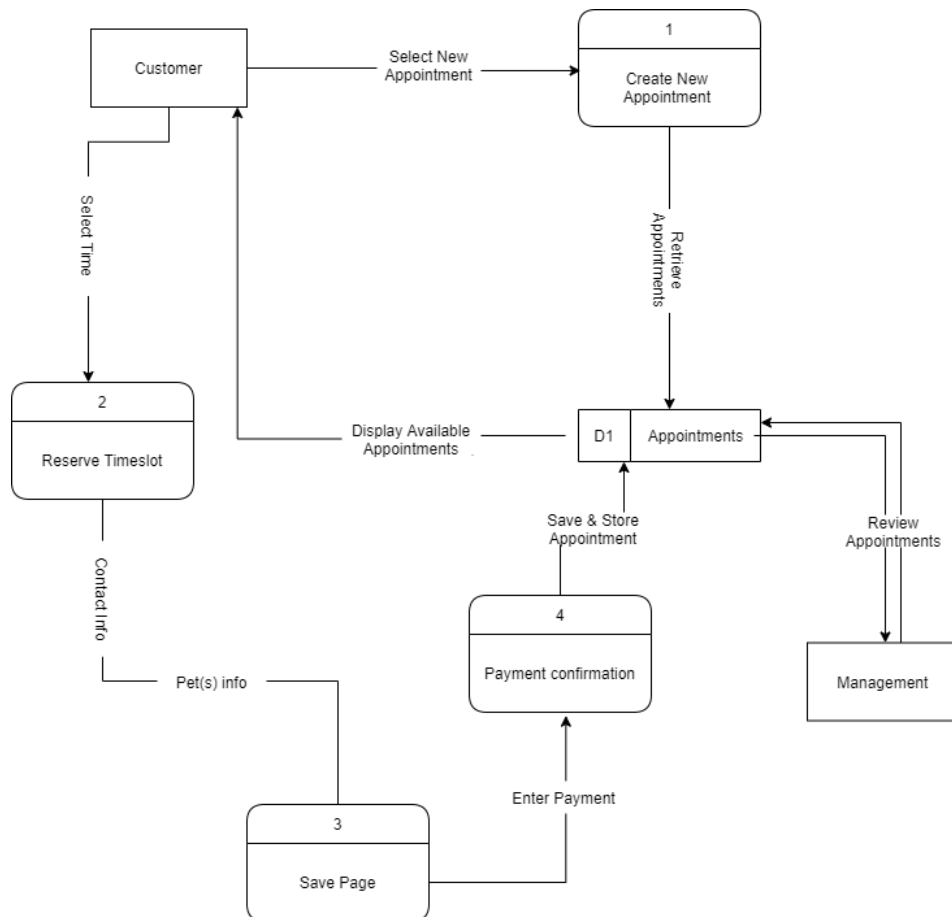 1
Customer
Select New
Appointment
Create New
Appointment
Select Time
Retrieve
Appointments
2
Reserve Timeslot
Display Available
Appointments
D1
Appointments
Save & Store
Appointment
Review
Appointments
Contact Info
4
Payment confirmation
Management
Pet(s) info
Enter Payment
3
Save Page